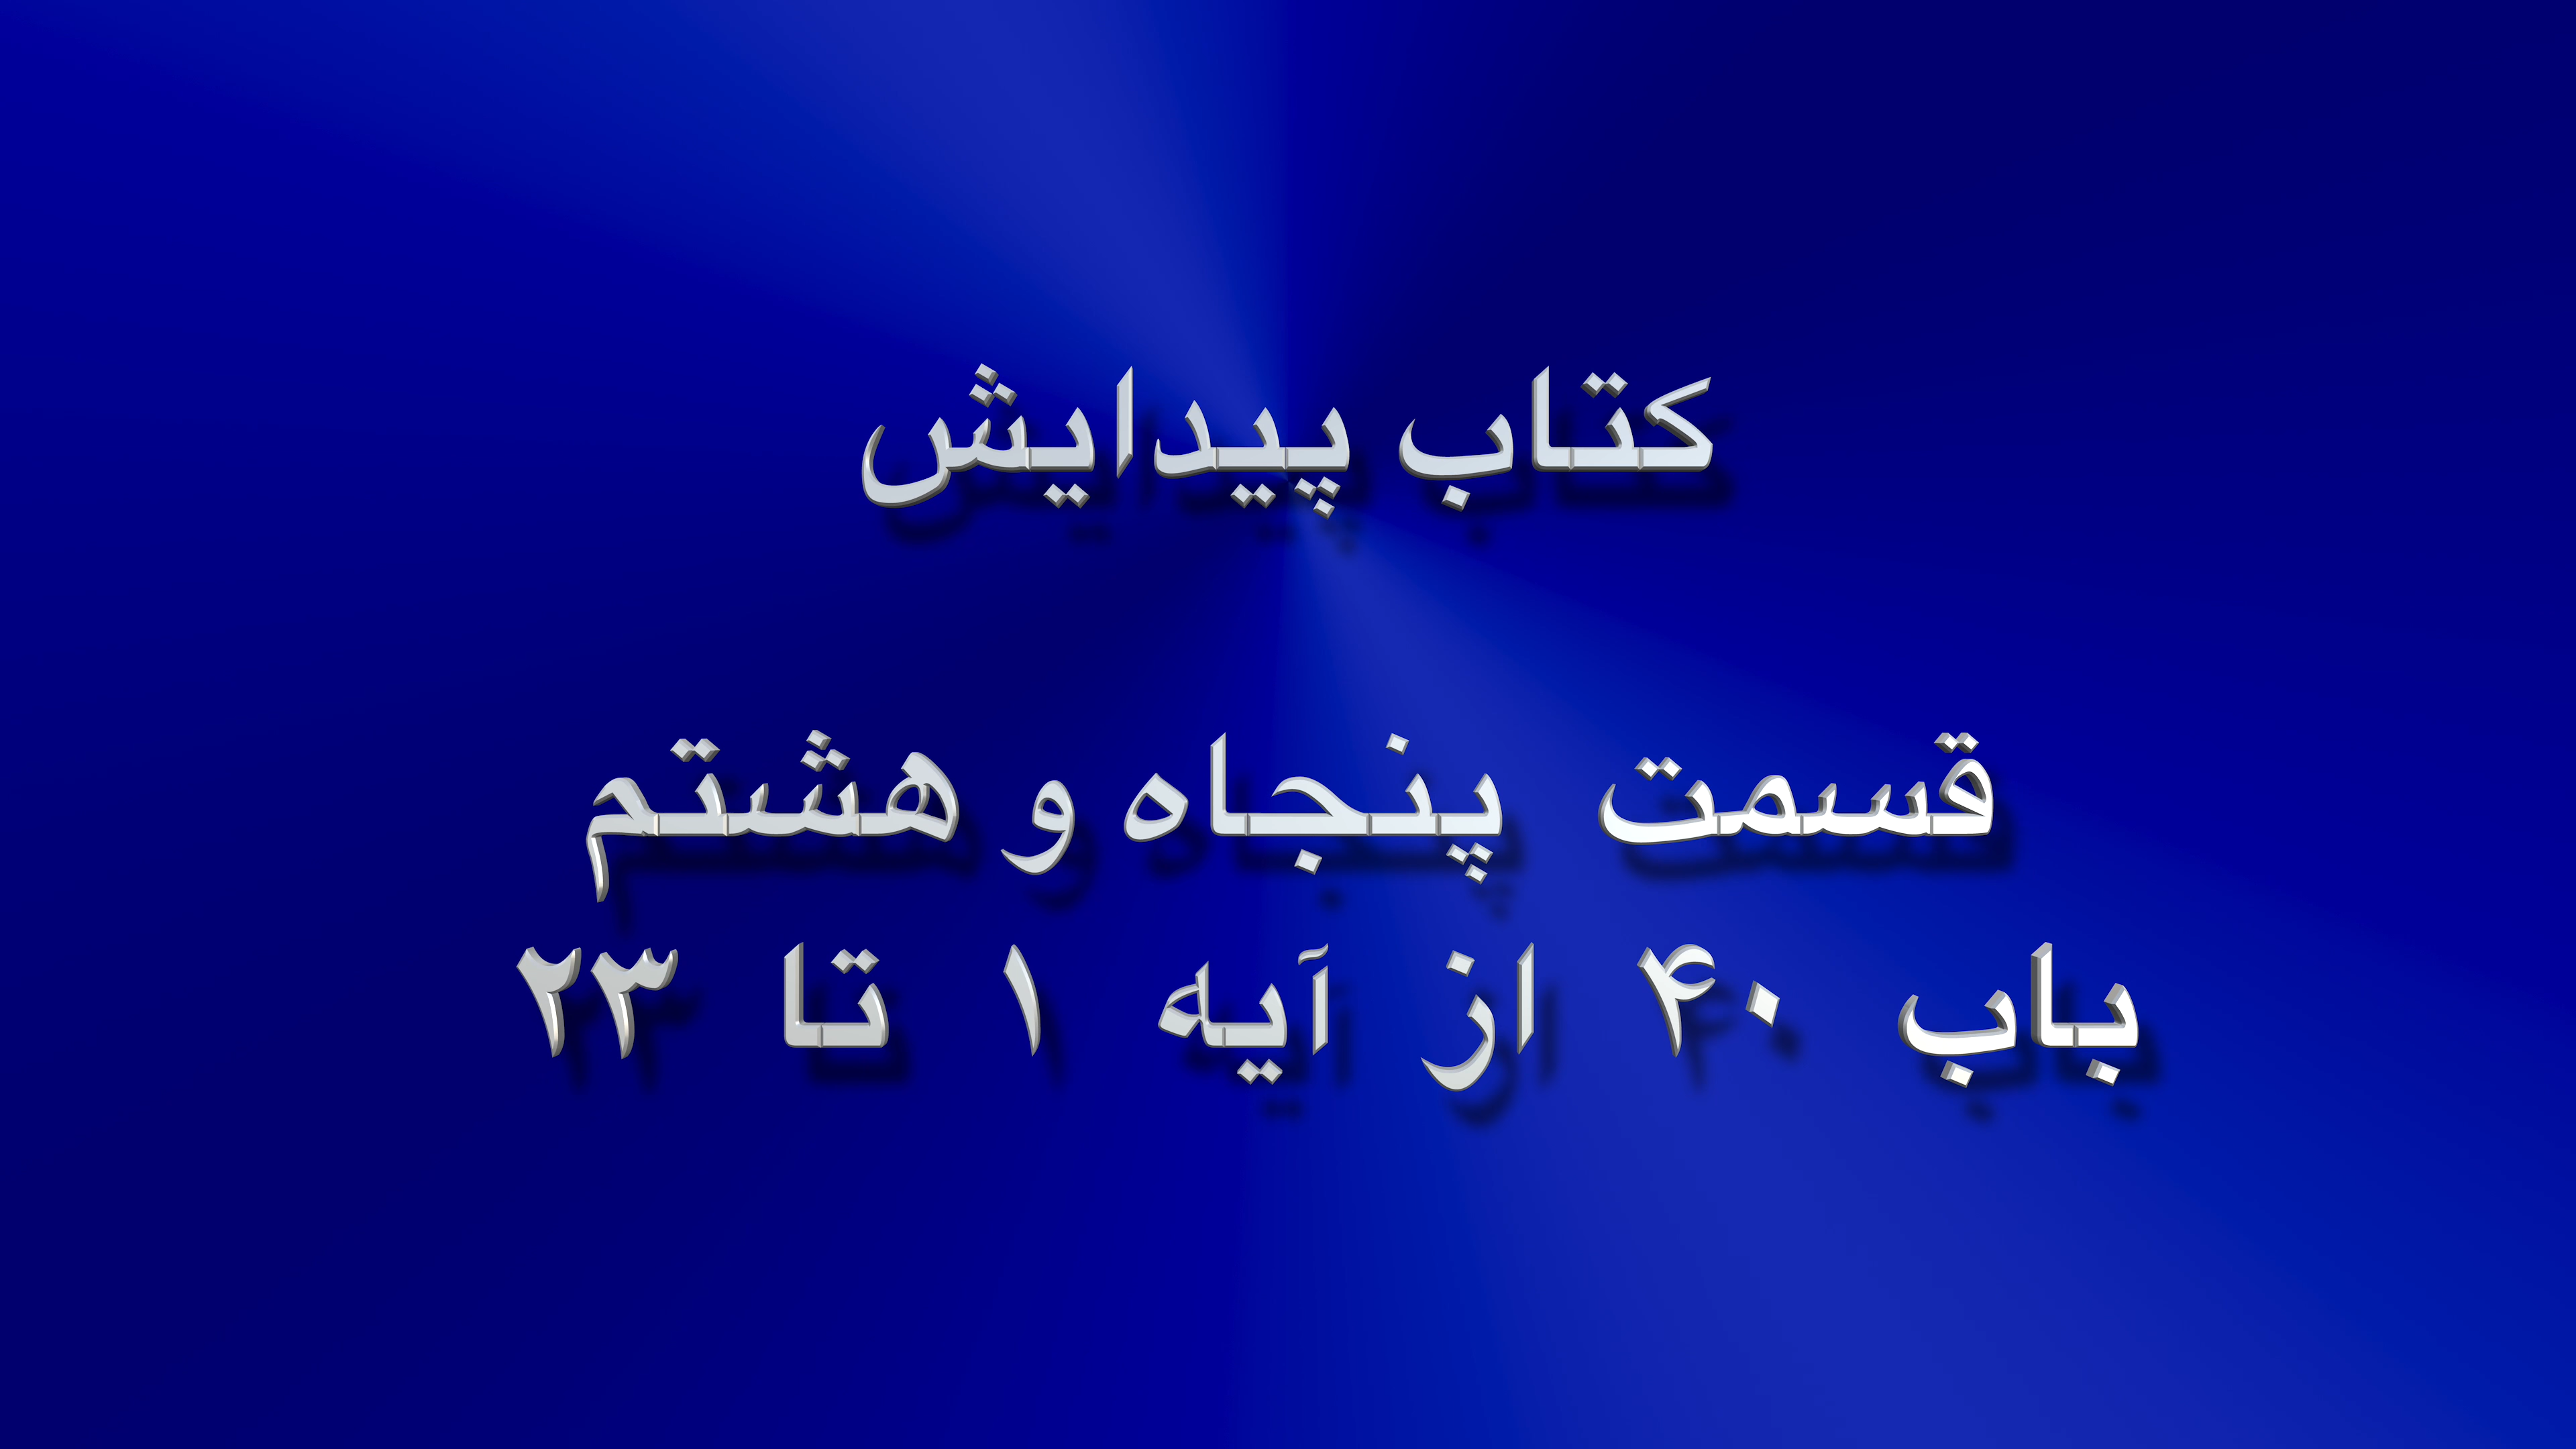 کتاب پیدایش
قسمت پنجاه و هشتم
باب ۴۰ از آیه ۱ تا ۲۳